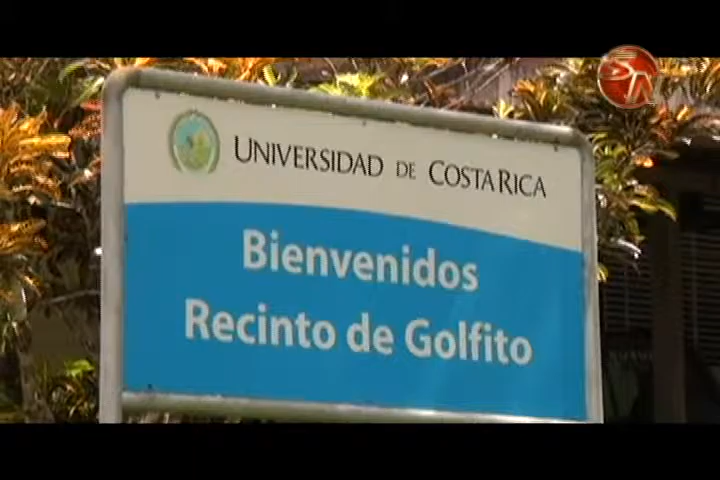 UNIVERSIDAD DE COSTA RICA
Bienvenidos
Recinto de Golfito